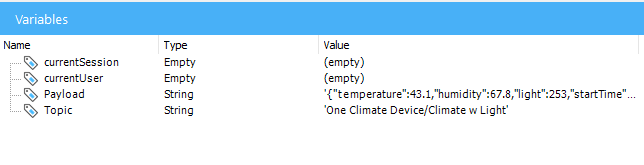 Variables
Name Type Value
currentSession Empty (empty)
currentUser Empty (empty)
Payload String '{"temperature":43.1,"humidity":67.8,"light":253,"startTime"...
Topic String 'One Climate Device/Climate w Light'